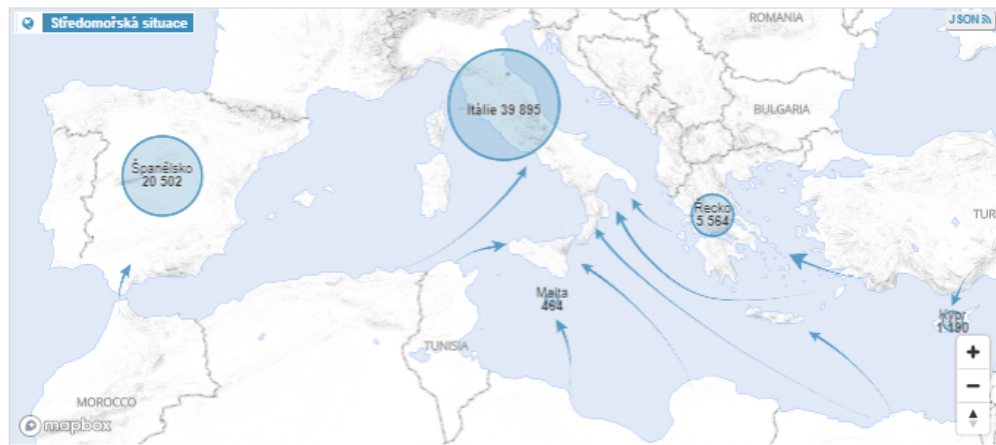 Středomořská situace
JSON
ROMANIA
Itálie 39 895
BULGARIA
Španělsko
20 502
Řecko
5 564
TUR
Malta
464
Kypr
1 190
TUNISIA
MOROCCO
mapbox